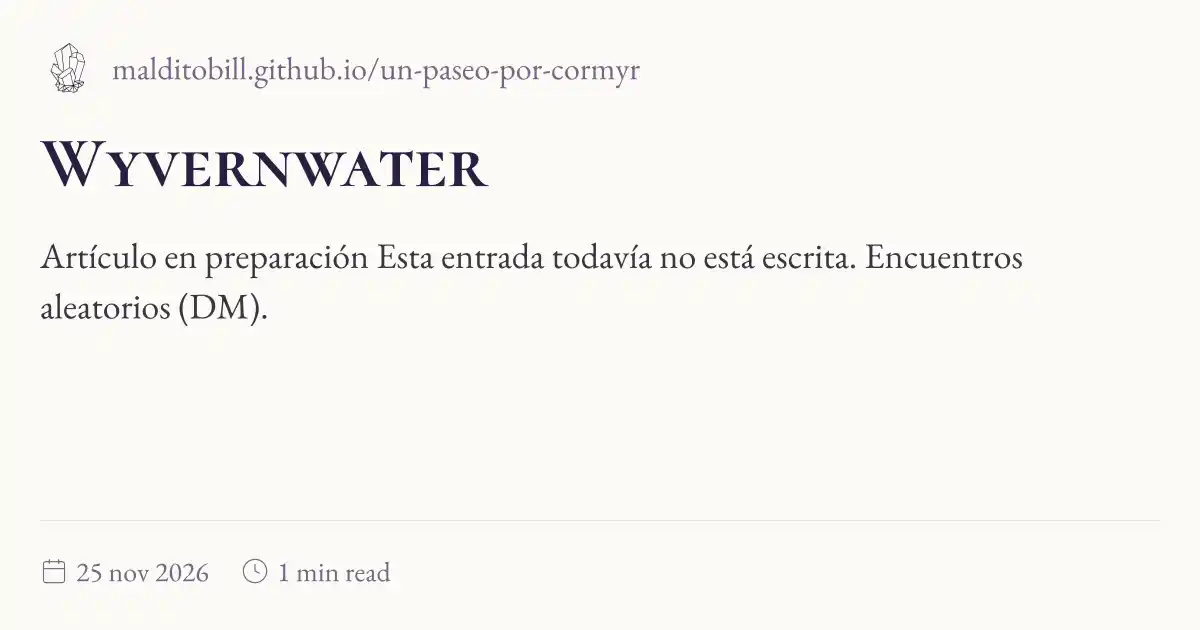 malditobill.github.io/un-paseo-por-cormyr
Wyvernwater
Artículo en preparación Esta entrada todavía no está escrita. Encuentros
aleatorios (DM).
25 nov 2026 1 min read